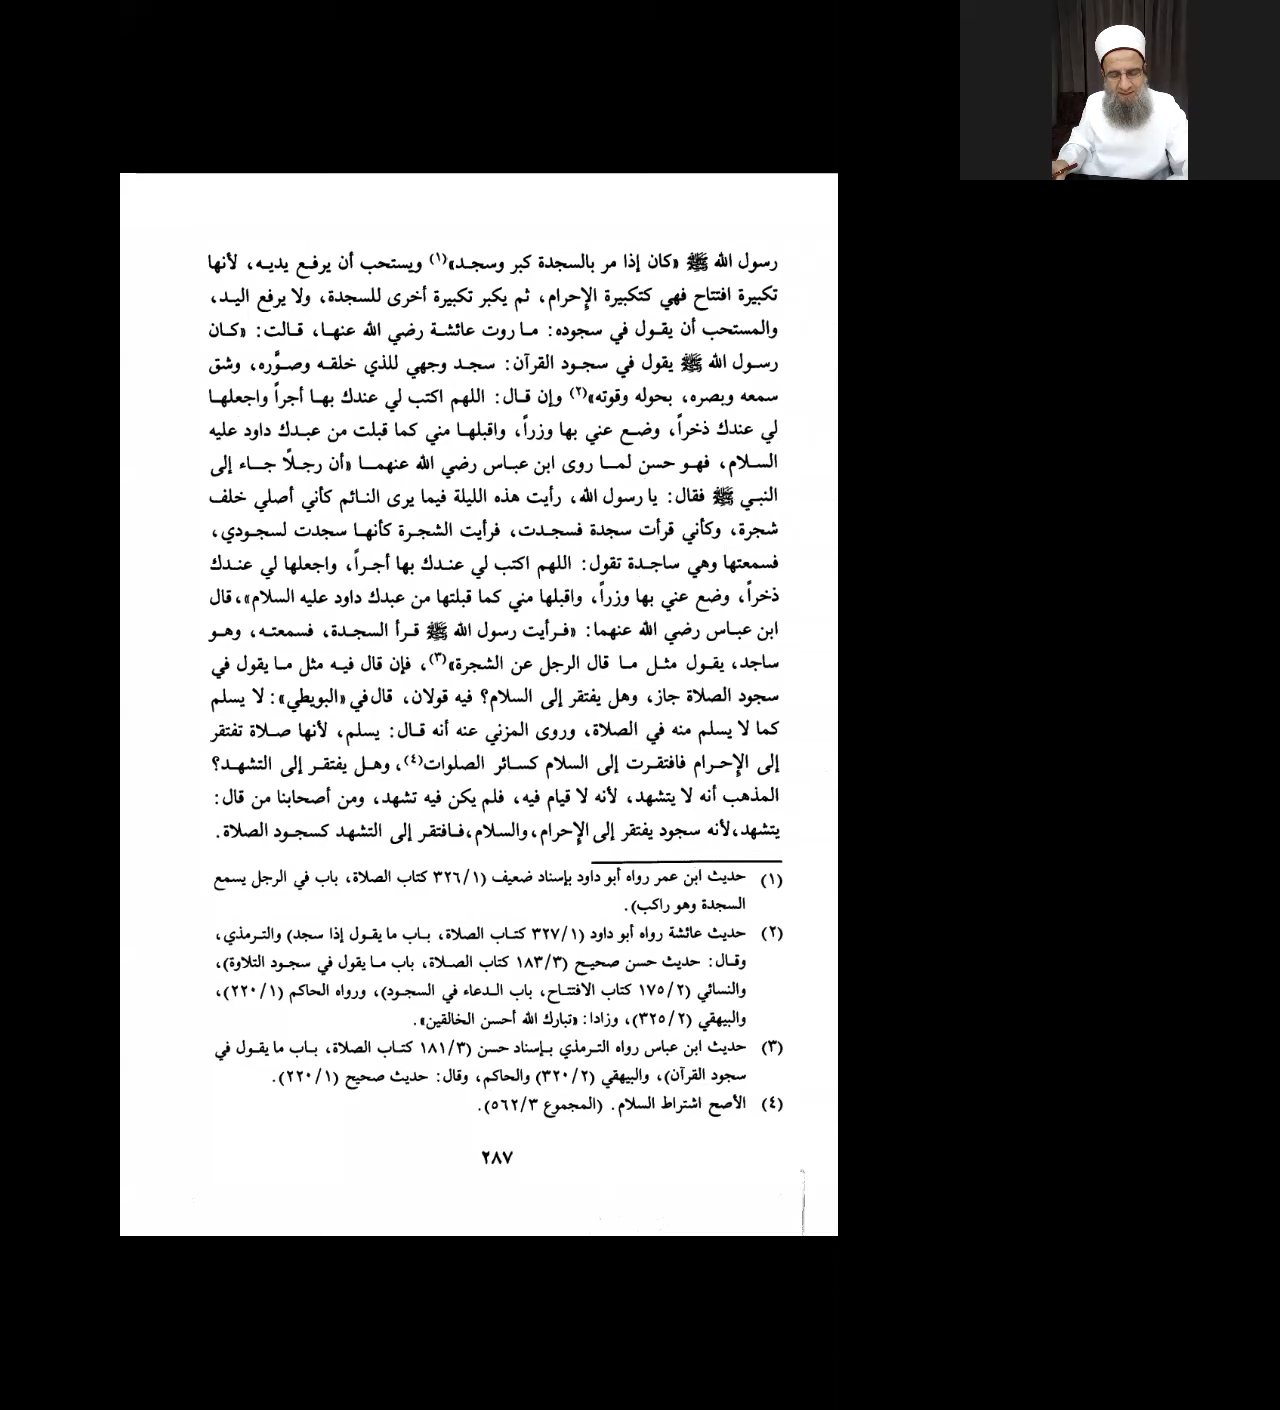 رسول الله ﷺ «كان إذا مر بالسجدة كبر وسجد»(١) ويستحب أن يرفع يديه، لأنها
تكبيرة افتتاح فهي كتكبيرة الإحرام، ثم يكبر تكبيرة أخرى للسجدة، ولا يرفع اليد،
والمستحب أن يقول في سجوده: ما روت عائشة رضي الله عنها، قالت: «كان
رسول الله ﷺ يقول في سجود القرآن: سجد وجهي للذي خلقه وصوَّره، وشق
سمعه وبصره، بحوله وقوته»(٢) وإن قال: اللهم اكتب لي عندك بها أجراً واجعلها
لي عندك ذخراً، وضع عني بها وزراً، واقبلها مني كما قبلت من عبدك داود عليه
السلام، فهو حسن لما روى ابن عباس رضي الله عنهما «أن رجلاً جاء إلى
النبي ﷺ فقال: يا رسول الله، رأيت هذه الليلة فيما يرى النائم كأني أصلي خلف
شجرة، وكأني قرأت سجدة فسجدت، فرأيت الشجرة كأنها سجدت لسجودي،
فسمعتها وهي ساجدة تقول: اللهم اكتب لي عندك بها أجراً، واجعلها لي عندك
ذخراً، وضع عني بها وزراً، واقبلها مني كما قبلتها من عبدك داود عليه السلام»، قال
ابن عباس رضي الله عنهما: «فرأيت رسول الله ﷺ قرأ السجدة، فسمعته، وهو
ساجد، يقول مثل ما قال الرجل عن الشجرة»(٣)، فإن قال فيه مثل ما يقول في
سجود الصلاة جاز، وهل يفتقر إلى السلام؟ فيه قولان، قال في «البويطي»: لا يسلم
كما لا يسلم منه في الصلاة، وروى المزني عنه أنه قال: يسلم، لأنها صلاة تفتقر
إلى الإحرام فافتقرت إلى السلام كسائر الصلوات(٤)، وهل يفتقر إلى التشهد؟
المذهب أنه لا يتشهد، لأنه لا قيام فيه، فلم يكن فيه تشهد، ومن أصحابنا من قال:
يتشهد، لأنه سجود يفتقر إلى الإحرام، والسلام، فافتقر إلى التشهد كسجود الصلاة.
(١) حديث ابن عمر رواه أبو داود بإسناد ضعيف (٣٢٦/١ كتاب الصلاة، باب في الرجل يسمع
السجدة وهو راكب).
(٢) حديث عائشة رواه أبو داود (٣٢٧/١ كتاب الصلاة، باب ما يقول إذا سجد) والترمذي،
وقال: حديث حسن صحيح (١٨٣/٣ كتاب الصلاة، باب ما يقول في سجود التلاوة)،
والنسائي (١٧٥/٢ كتاب الافتتاح، باب الدعاء في السجود)، ورواه الحاكم (٢٢٠/١)،
والبيهقي (٣٢٥/٢)، وزادا: «تبارك الله أحسن الخالقين».
(٣) حديث ابن عباس رواه الترمذي بإسناد حسن (١٨١/٣ كتاب الصلاة، باب ما يقول في
سجود القرآن)، والبيهقي (٣٢٠/٢) والحاكم، وقال: حديث صحيح (٢٢٠/١).
(٤) الأصح اشتراط السلام. (المجموع ٥٦٢/٣).
٢٨٧